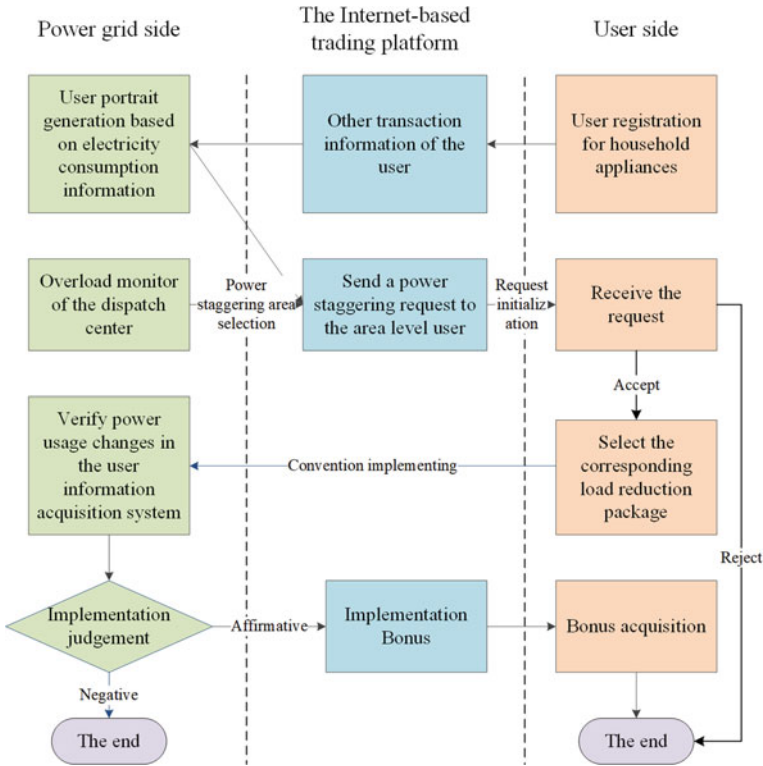 Power grid side
The Internet-based
trading platform
User side
User portrait
generation based
on electricity
consumption
information
Other transaction
information of the
user
User registration
for household
appliances
Overload monitor
of the dispatch
center
Power
staggering area
selection
Send a power
staggering request to
the area level user
Request
initializ
ation
Receive the
request
Accept
Verify power
usage changes in
the user
information
acquisition system
Convention implementing
Select the
corresponding
load reduction
package
Reject
Implementation
judgement
Affirmative
Implementation
Bonus
Bonus acquisition
Negative
The end
The end